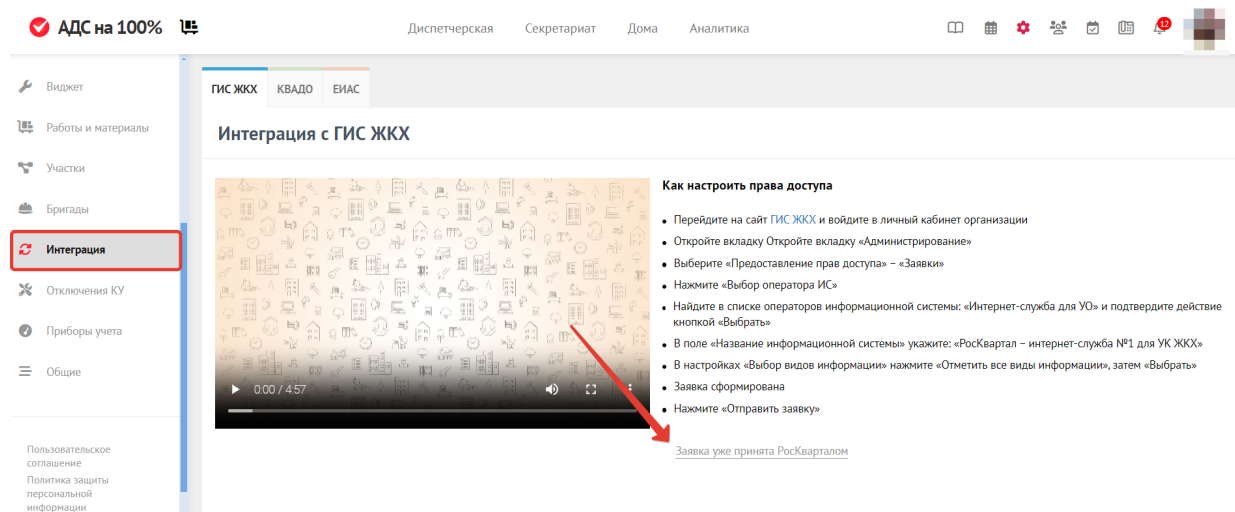 АДС на 100%
Диспетчерская Секретариат Дома Аналитика
12
Виджет
Работы и материалы
Участки
Бригады
Интеграция
Отключения КУ
Приборы учета
Общие
Пользовательское
соглашение
Политика защиты
персональной
информации
ГИС ЖКХ КВАДО ЕИАС
Интеграция с ГИС ЖКХ
0:00 / 4:57
Как настроить права доступа
Перейдите на сайт ГИС ЖКХ и войдите в личный кабинет организации
Откройте вкладку Откройте вкладку «Администрирование»
Выберите «Предоставление прав доступа» – «Заявки»
Нажмите «Выбор оператора ИС»
Найдите в списке операторов информационной системы: «Интернет-служба для УО» и подтвердите действие
кнопкой «Выбрать»
В поле «Название информационной системы» укажите: «РосКвартал – интернет-служба №1 для УК ЖКХ»
В настройках «Выбор видов информации» нажмите «Отметить все виды информации», затем «Выбрать»
Заявка сформирована
Нажмите «Отправить заявку»
Заявка уже принята РосКварталом